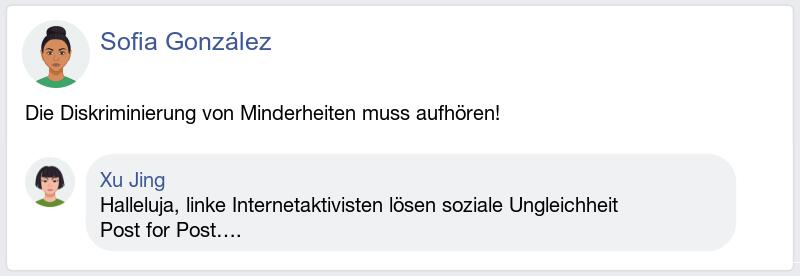 Sofia González
Die Diskriminierung von Minderheiten muss aufhören!
Xu Jing
Halleluja, linke Internetaktivisten lösen soziale Ungleichheit
Post for Post....